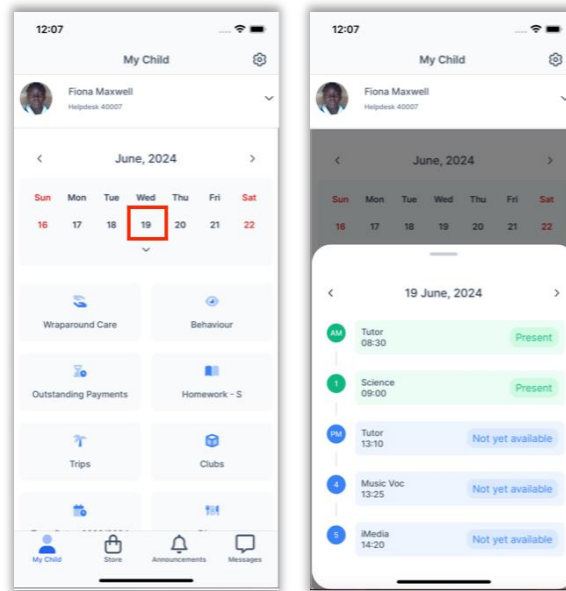 12:07
My Child
Fiona Maxwell
Helpdesk 40007
June, 2024
Sun Mon Tue Wed Thu Fri Sat
16 17 18 19 20 21 22
Wraparound Care
Behaviour
Outstanding Payments
Homework - S
Trips
Clubs
My Child
Store
Announcements
Messages
12:07
My Child
Fiona Maxwell
Helpdesk 40007
June, 2024
Sun Mon Tue Wed Thu Fri Sat
16 17 18 19 20 21 22
19 June, 2024
AM
Tutor
08:30
Present
1
Science
09:00
Present
PM
Tutor
13:10
Not yet available
4
Music Voc
13:25
Not yet available
5
iMedia
14:20
Not yet available